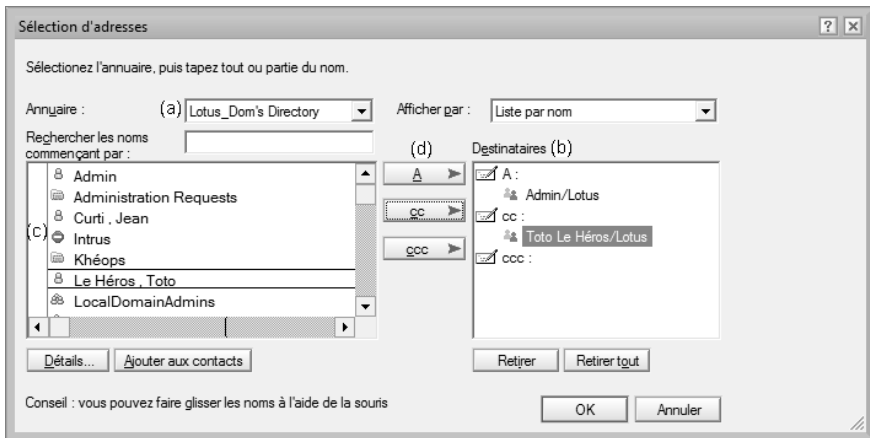 Sélection d'adresses
Sélectionez l'annuaire, puis tapez tout ou partie du nom.
Annuaire : (a) Lotus_Dom's Directory Afficher par : Liste par nom
Rechercher les noms
commençant par :
(d) Destinataires (b)
(c)
Admin
Administration Requests
Curti , Jean
Intrus
Khéops
Le Héros , Toto
LocalDomainAdmins
A
cc
ccc
A :
Admin/Lotus
cc :
Toto Le Héros/Lotus
ccc :
Détails... Ajouter aux contacts Retirer Retirer tout
Conseil : vous pouvez faire glisser les noms à l'aide de la souris
OK Annuler